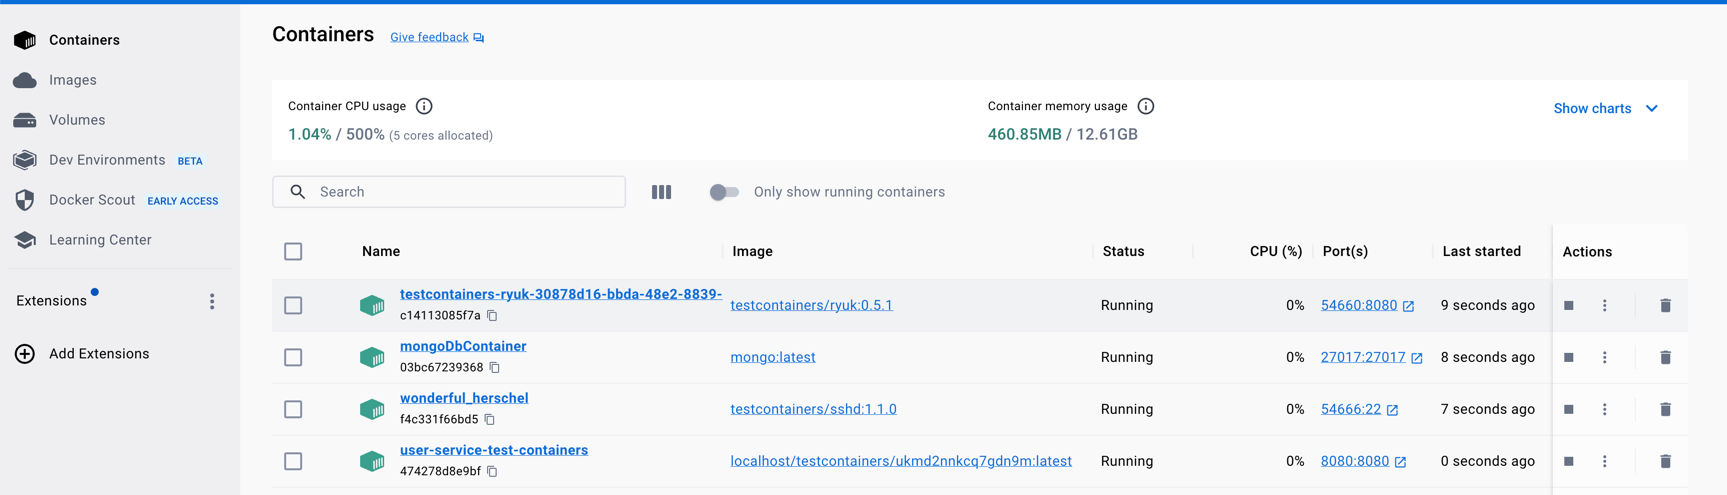 Containers
Images
Volumes
Dev Environments BETA
Docker Scout EARLY ACCESS
Learning Center
Extensions
Add Extensions
Containers Give feedback
Container CPU usage
1.04% / 500% (5 cores allocated)
Container memory usage
460.85MB / 12.61GB
Show charts
Search
Only show running containers
Name Image Status CPU (%) Port(s) Last started Actions
testcontainers-ryuk-30878d16-bbda-48e2-8839-
c14113085f7a
testcontainers/ryuk:0.5.1 Running 0% 54660:8080 9 seconds ago
mongoDbContainer
03bc67239368
mongo:latest Running 0% 27017:27017 8 seconds ago
wonderful_herschel
f4c331f66bd5
testcontainers/sshd:1.1.0 Running 0% 54666:22 7 seconds ago
user-service-test-containers
474278d8e9bf
localhost/testcontainers/ukmd2nnkcq7gdn9m:latest Running 0% 8080:8080 0 seconds ago